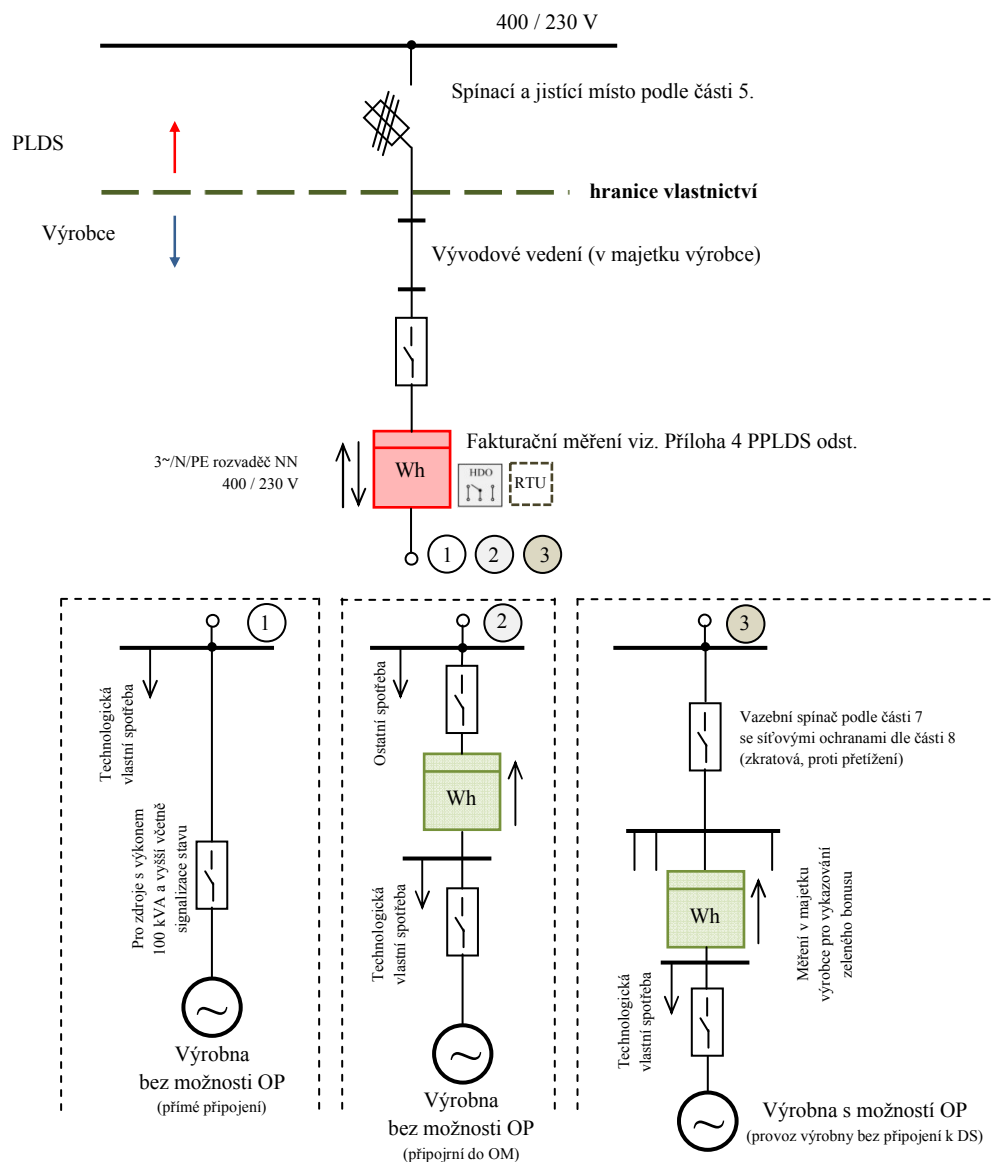 400 / 230 V
Spínací a jistící místo podle části 5.
PLDS
hranice vlastnictví
Výrobce
Vývodové vedení (v majetku výrobce)
Fakturační měření viz. Příloha 4 PPLDS odst.
3~/N/PE rozvaděč NN
400 / 230 V
Wh
HDO
RTU
1
2
3
1
Technologická
vlastní spotřeba
Pro zdroje s výkonem
100 kVA a vyšší včetně
signalizace stavu
Výrobna
bez možnosti OP
(přímé připojení)
2
Ostatní spotřeba
Wh
Technologická
vlastní spotřeba
Výrobna
bez možnosti OP
(připojrní do OM)
3
Vazební spínač podle části 7
se síťovými ochranami dle části 8
(zkratová, proti přetížení)
Wh
Měření v majetku
výrobce pro vykazování
zeleného bonusu
Technologická
vlastní spotřeba
Výrobna s možností OP
(provoz výrobny bez připojení k DS)